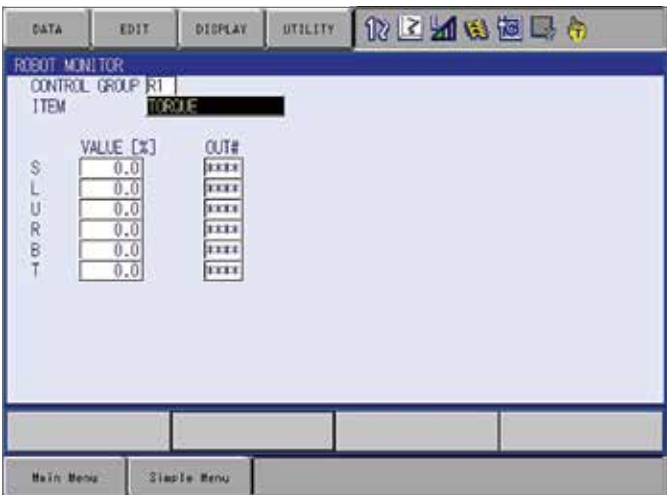 DATA EDIT DISPLAY UTILITY
ROBOT MONITOR
CONTROL GROUP R1
ITEM TORQUE
VALUE [%] OUT#
S 0.0 ****
L 0.0 ****
U 0.0 ****
R 0.0 ****
B 0.0 ****
T 0.0 ****
Main Menu Simple Menu